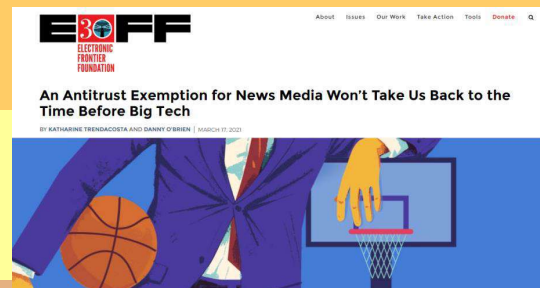 About Issues Our Work Take Action Tools Donate
EFF
30
ELECTRONIC
FRONTIER
FOUNDATION
An Antitrust Exemption for News Media Won’t Take Us Back to the
Time Before Big Tech
BY KATHARINE TRENDACOSTA AND DANNY O'BRIEN | MARCH 17, 2021